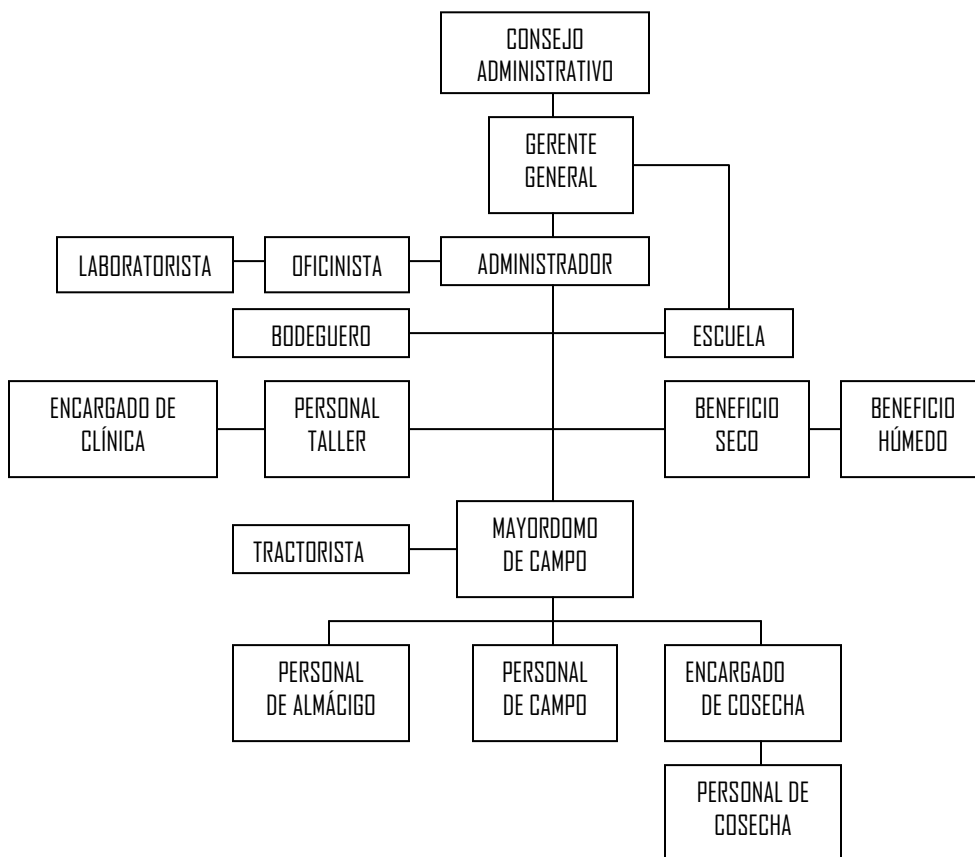 CONSEJO
ADMINISTRATIVO
GERENTE
GENERAL
LABORATORISTA
OFICINISTA
ADMINISTRADOR
BODEGUERO
ESCUELA
ENCARGADO DE
CLÍNICA
PERSONAL
TALLER
BENEFICIO
SECO
BENEFICIO
HÚMEDO
MAYORDOMO
DE CAMPO
TRACTORISTA
PERSONAL
DE ALMÁCIGO
PERSONAL
DE CAMPO
ENCARGADO
DE COSECHA
PERSONAL DE
COSECHA